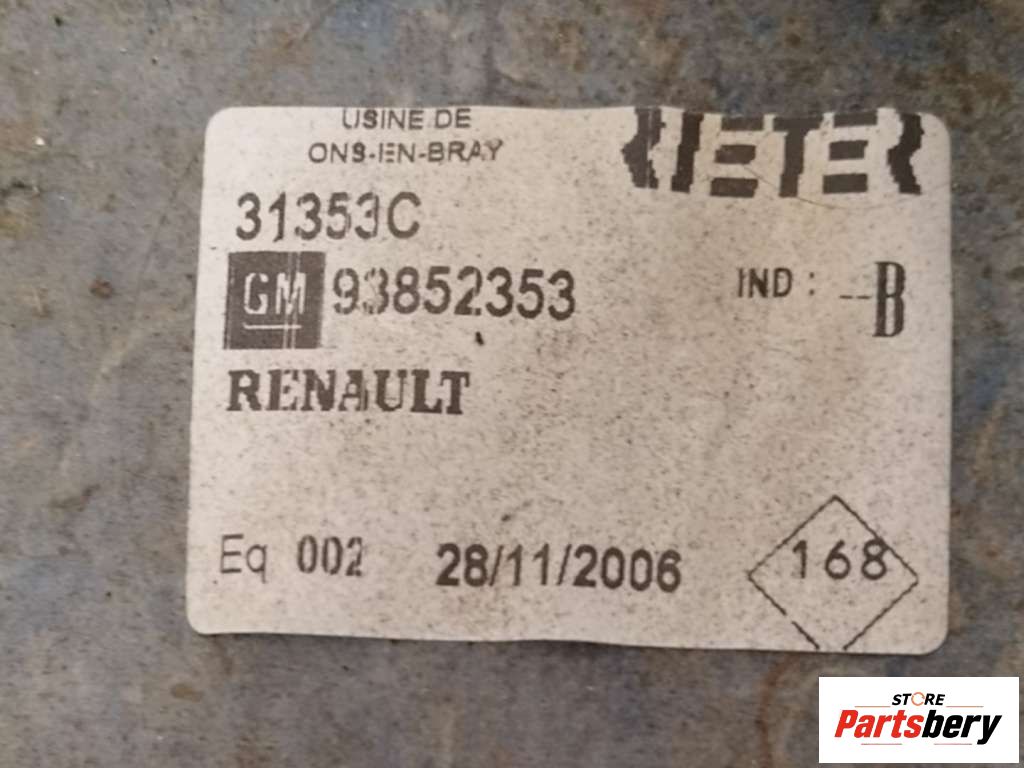 USINE DE
ONS-EN-BRAY
RIETER
31353C
GM 93852353
IND : --B
RENAULT
Eq 002 28/11/2006
168
STORE
Partsbery